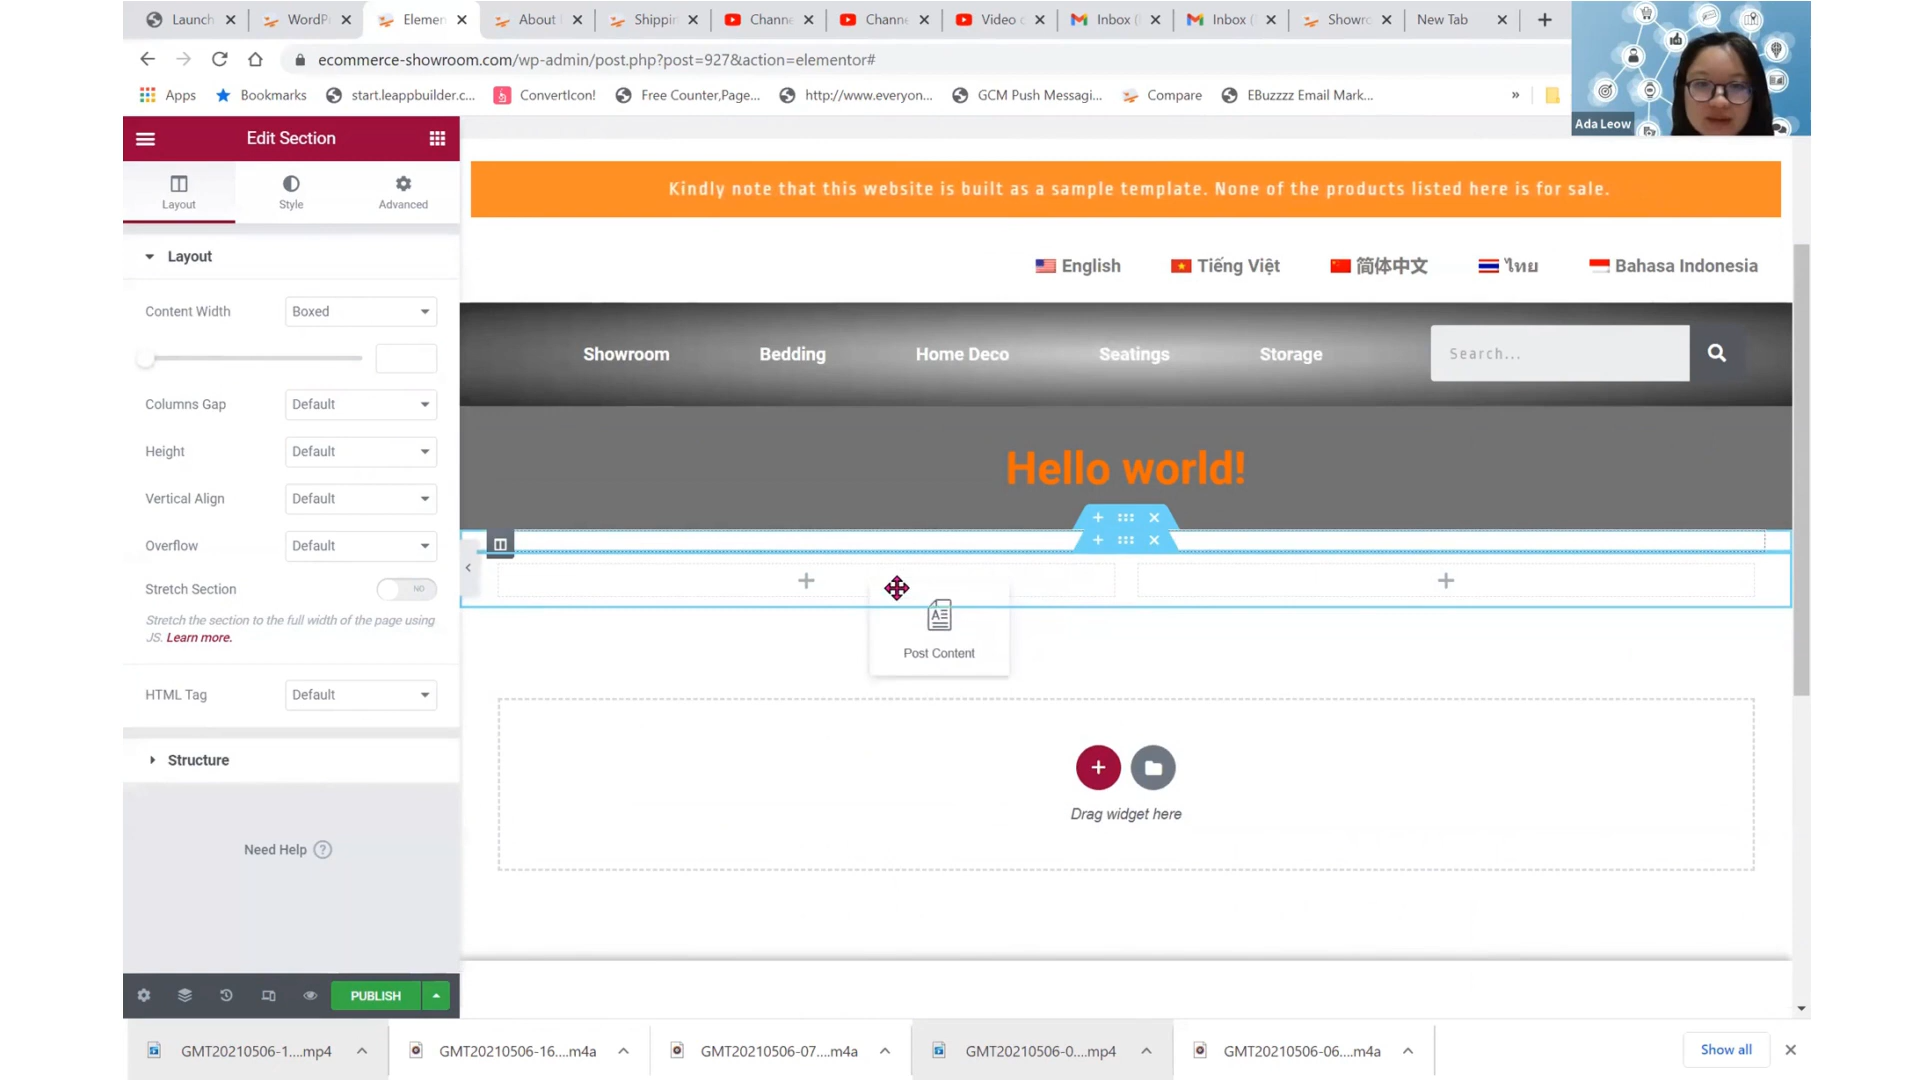 Launch
WordPr
Elemen
About
Shippin
Channe
Channe
Video c
Inbox (
Inbox (
Showro
New Tab
ecommerce-showroom.com/wp-admin/post.php?post=927&action=elementor#
Apps
Bookmarks
start.leappbuilder.c...
ConvertIcon!
Free Counter,Page...
http://www.everyon...
GCM Push Messagi...
Compare
EBuzzzz Email Mark...
»
Ada Leow
Edit Section
Layout
Style
Advanced
Layout
Content Width
Boxed
Columns Gap
Default
Height
Default
Vertical Align
Default
Overflow
Default
Stretch Section
NO
Stretch the section to the full width of the page using
JS. Learn more.
HTML Tag
Default
Structure
Need Help ?
PUBLISH
Kindly note that this website is built as a sample template. None of the products listed here is for sale.
English
Tiếng Việt
简体中文
ไทย
Bahasa Indonesia
Showroom
Bedding
Home Deco
Seatings
Storage
Search...
Hello world!
Post Content
Drag widget here
GMT20210506-1....mp4
GMT20210506-16....m4a
GMT20210506-07....m4a
GMT20210506-0....mp4
GMT20210506-06....m4a
Show all